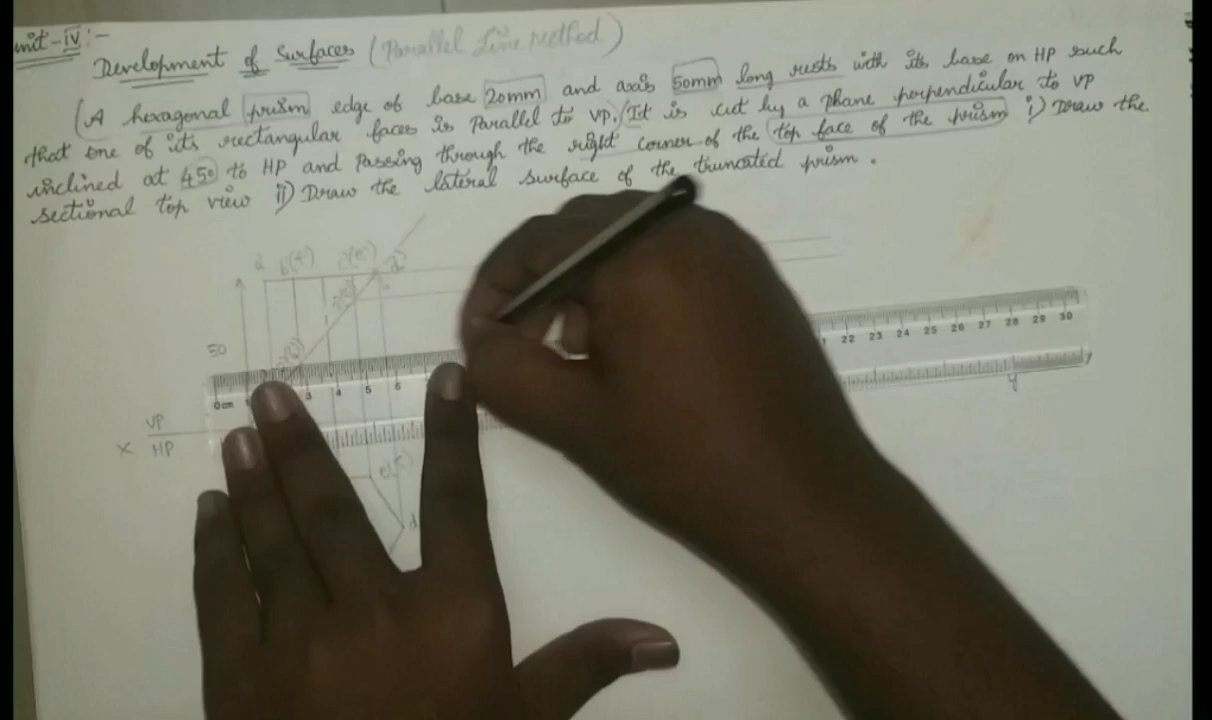 unit-IV:-
Development of Surfaces (Parallel Line Method)
(A hexagonal prism edge of base 20mm and axis 50mm long rests with its base on HP such
that one of its rectangular faces is Parallel to VP. (It is cut by a Plane perpendicular to VP
inclined at 45° to HP and Passing through the right corner of the top face of the prism i) Draw the
sectional top view ii) Draw the lateral surface of the truncated prism.
a' b'(f') c'(e') d'
50
0cm 3 4 5 6 22 23 24 25 26 27 28 29 30
VP
X HP y
d